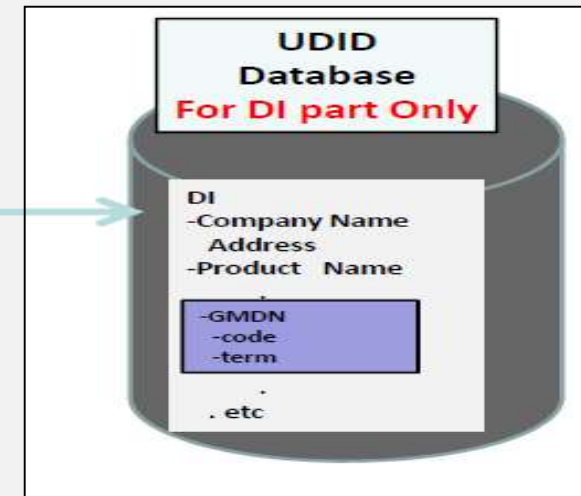 UDID
Database
For DI part Only
DI
-Company Name
Address
-Product Name
.
-GMDN
-code
-term
.
. etc